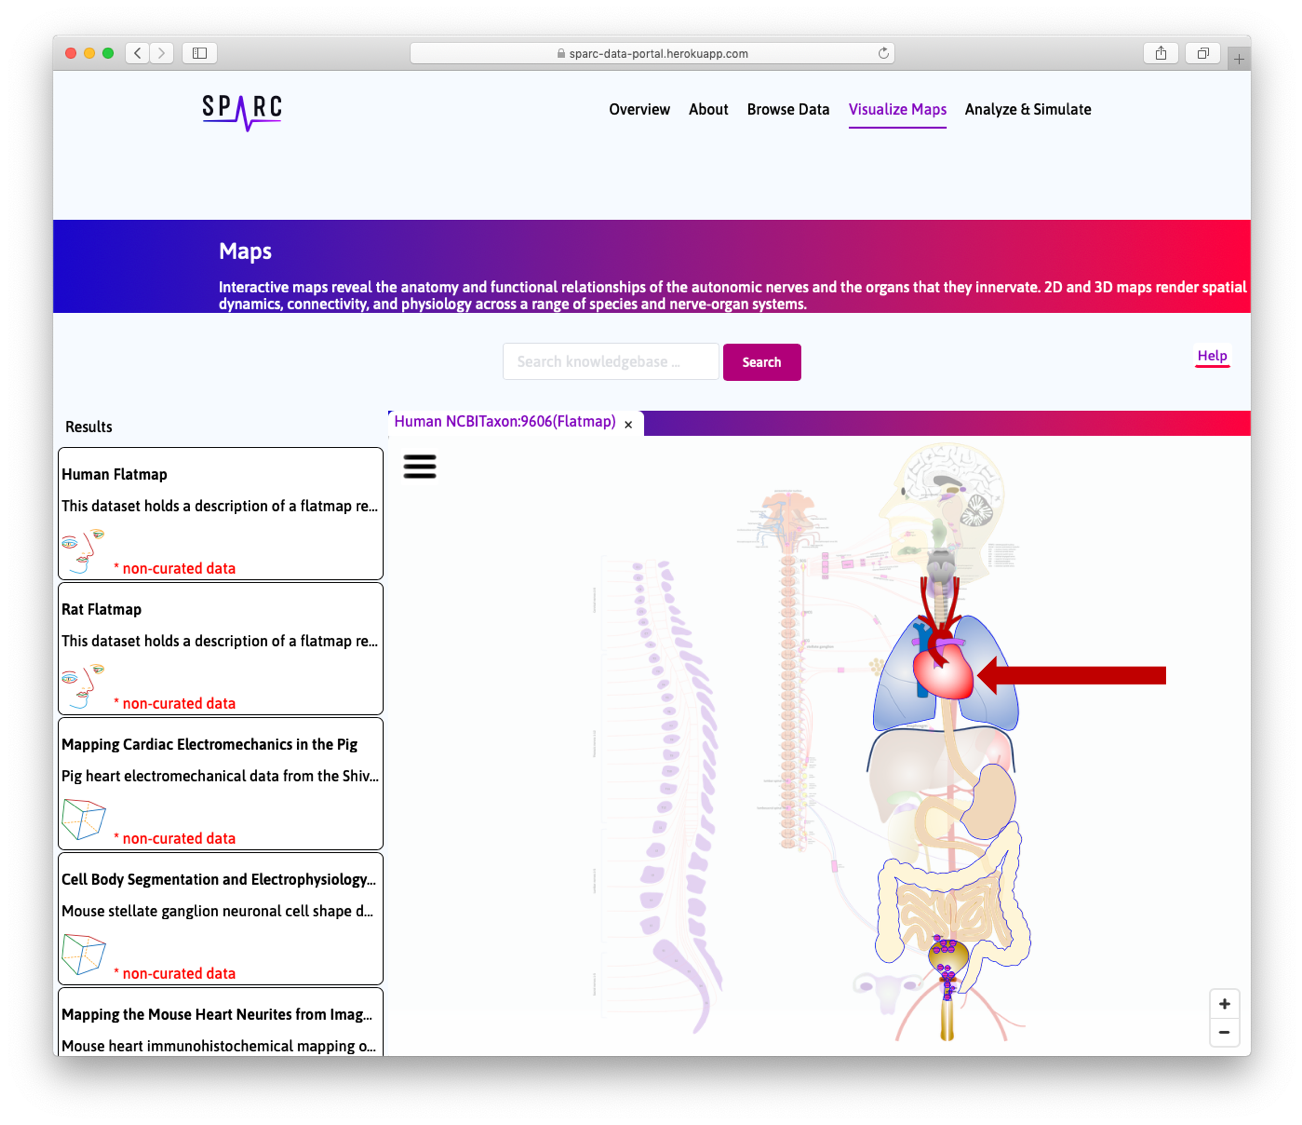 sparc-data-portal.herokuapp.com
SPARC
Overview
About
Browse Data
Visualize Maps
Analyze & Simulate
Maps
Interactive maps reveal the anatomy and functional relationships of the autonomic nerves and the organs that they innervate. 2D and 3D maps render spatial
dynamics, connectivity, and physiology across a range of species and nerve-organ systems.
Search knowledgebase ...
Search
Help
Results
Human NCBITaxon:9606(Flatmap) ×
Human Flatmap
This dataset holds a description of a flatmap re...
* non-curated data
Rat Flatmap
This dataset holds a description of a flatmap re...
* non-curated data
Mapping Cardiac Electromechanics in the Pig
Pig heart electromechanical data from the Shiv...
* non-curated data
Cell Body Segmentation and Electrophysiology...
Mouse stellate ganglion neuronal cell shape d...
* non-curated data
Mapping the Mouse Heart Neurites from Imag...
Mouse heart immunohistochemical mapping o...